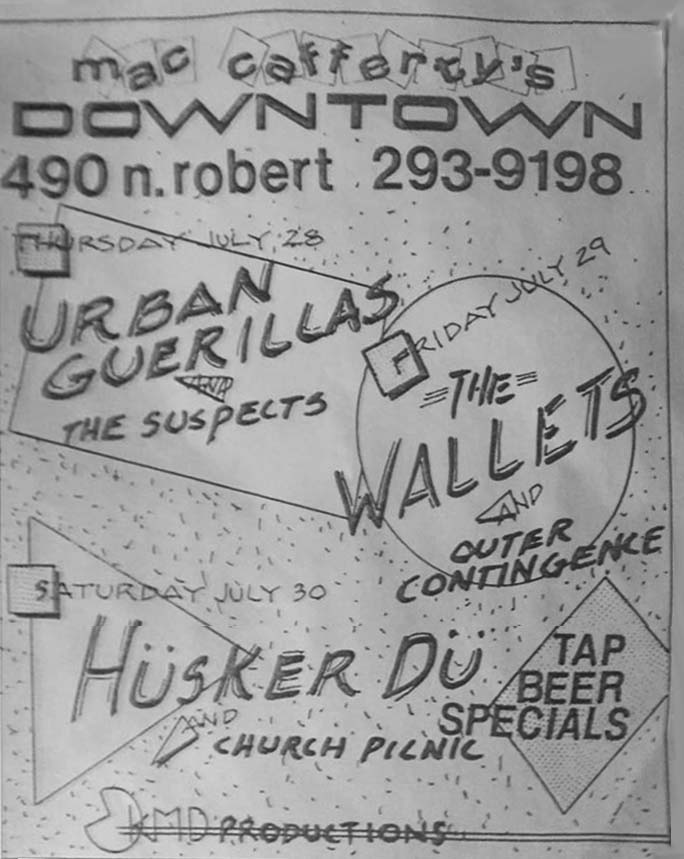 mac cafferty's
DOWNTOWN
490 n. robert 293-9198
THURSDAY JULY 28
URBAN
GUERILLAS
AND
THE SUSPECTS
FRIDAY JULY 29
THE
WALLETS
AND
OUTER
CONTINGENCE
SATURDAY JULY 30
HÜSKER DÜ
AND
CHURCH PICNIC
TAP
BEER
SPECIALS
KMD PRODUCTIONS